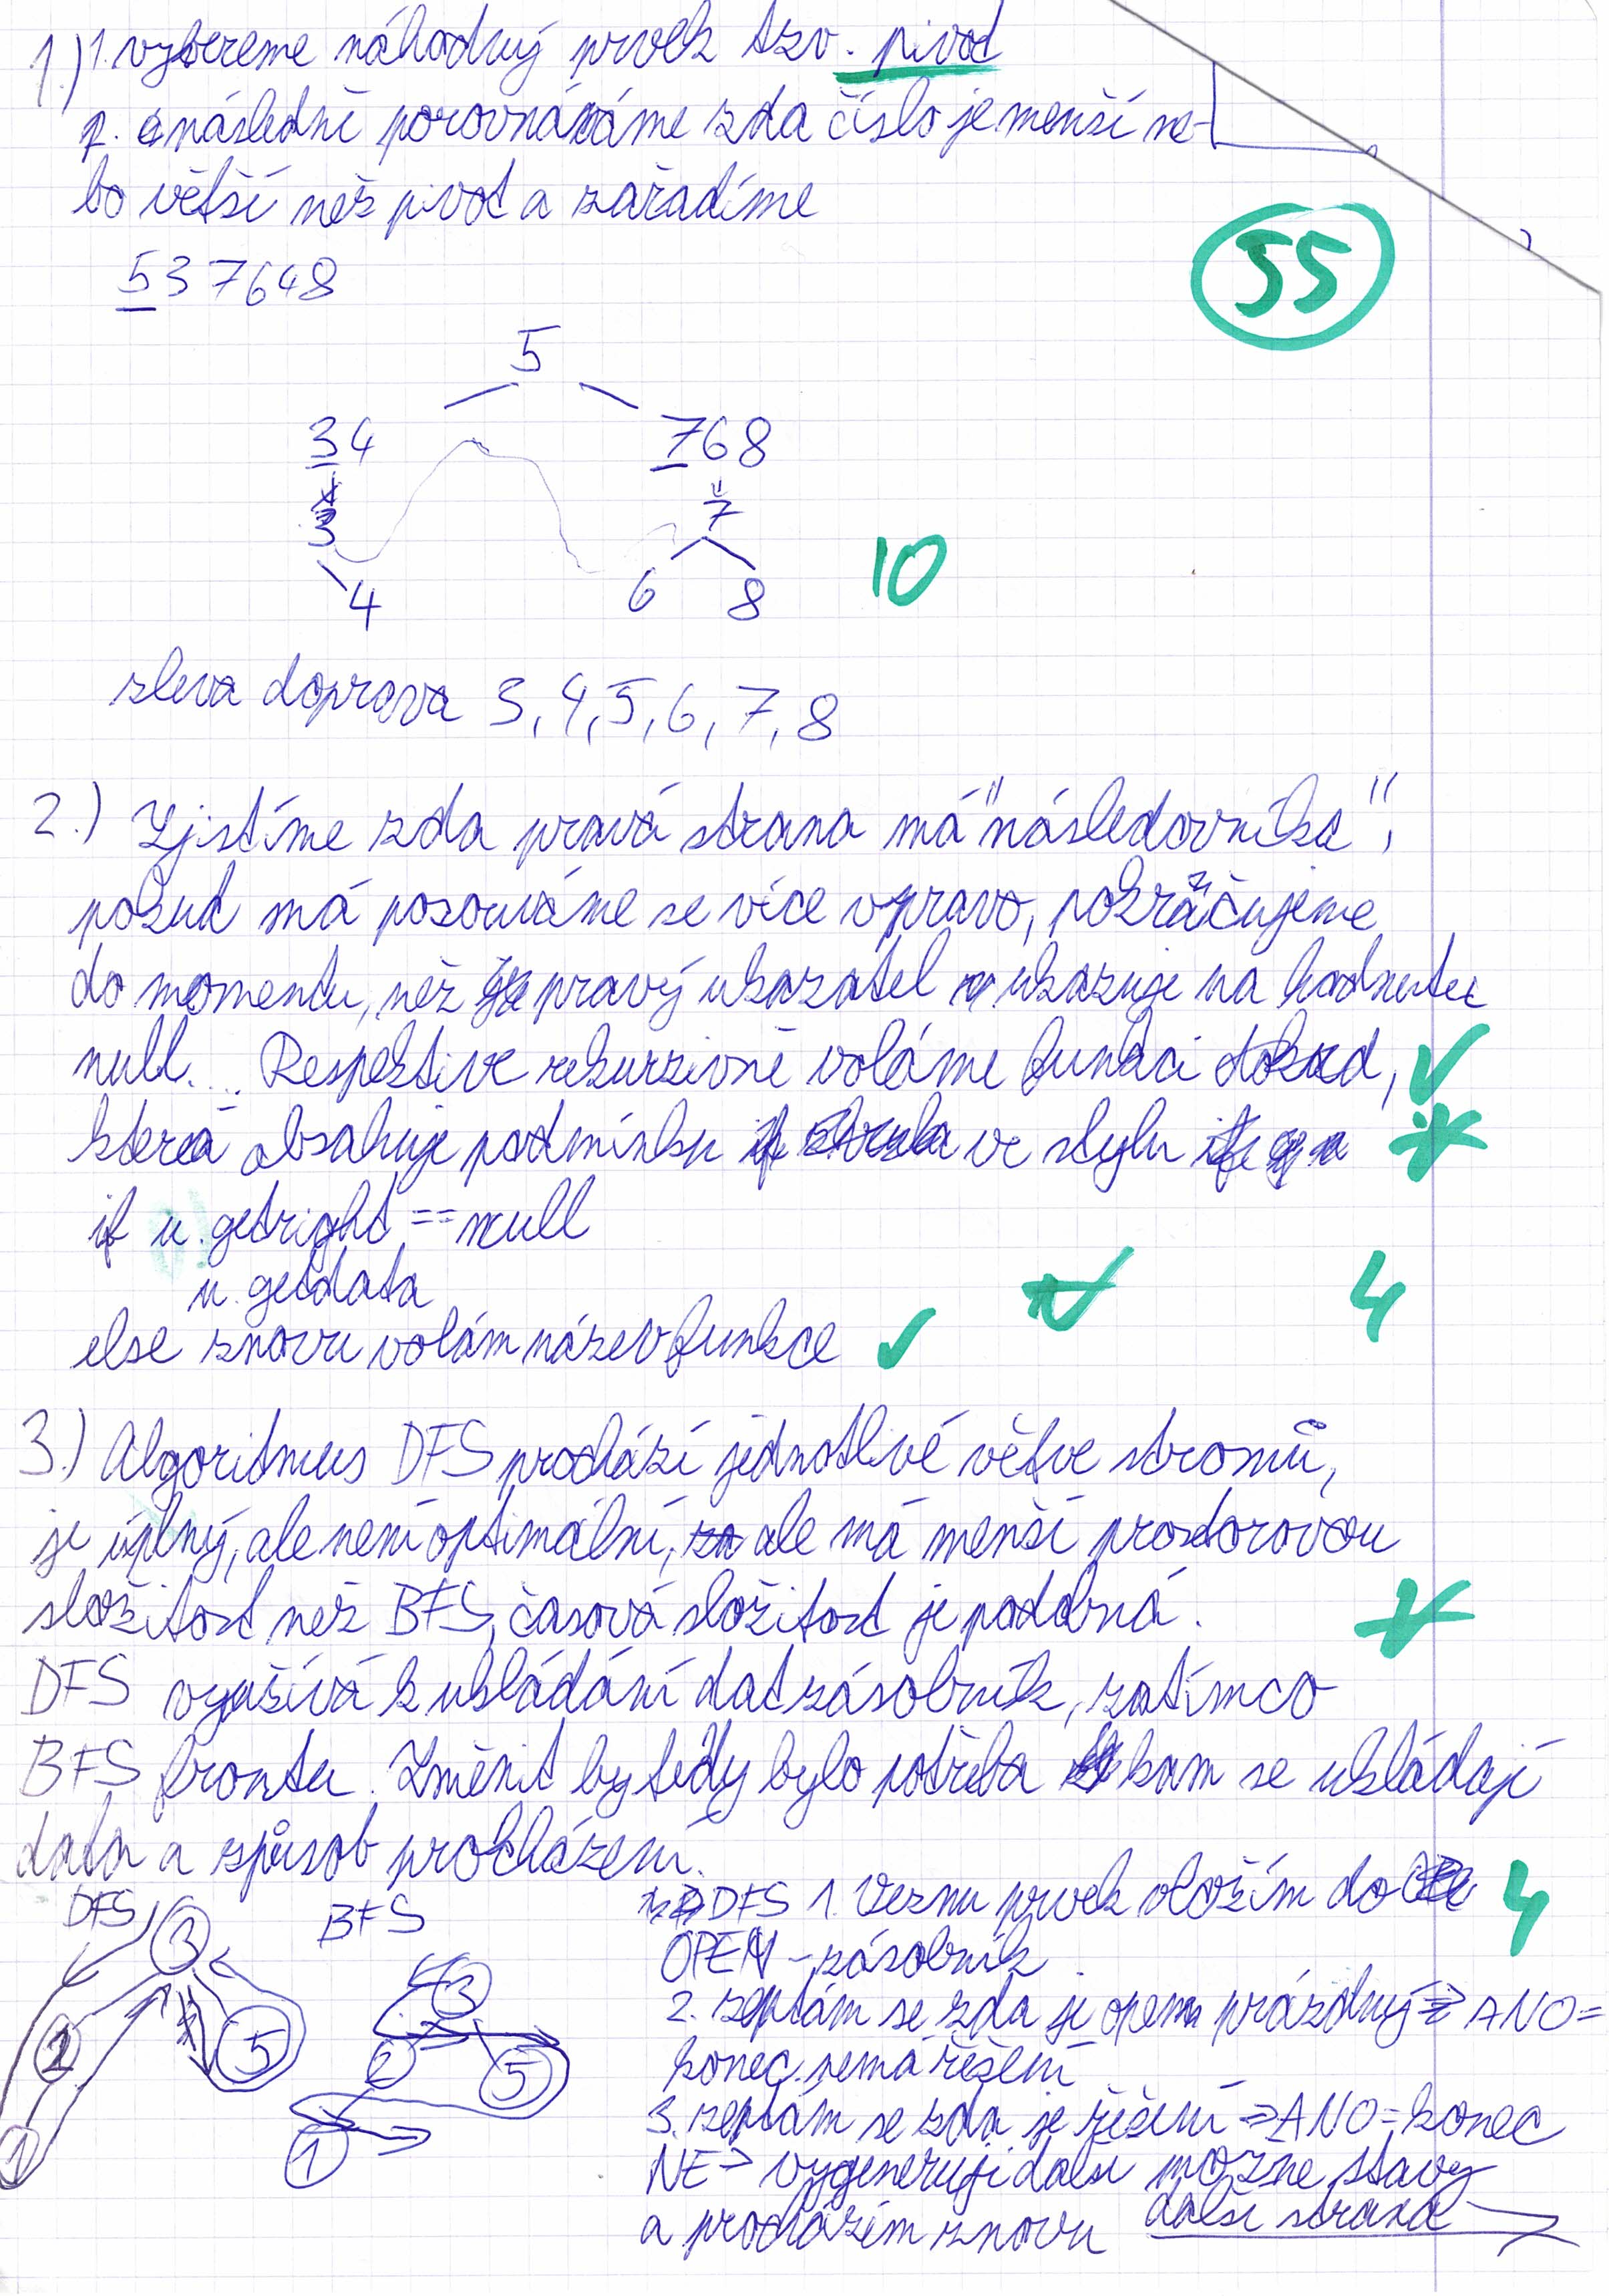 1.) 1. vybereme náhodný prvek tzv. pivod
2. následně porovnáváme zda číslo je menší ne-
bo větší než pivot a zařadíme
55
537648
5
34 768
3 7
4 6 8
10
zleva doprava 3, 4, 5, 6, 7, 8
2.) Zjistíme zda pravá strana má "následovníka",
pokud má posouváme se více vpravo, pokračujeme
do momentu, než pravý ukazatel ukazuje na hodnotu
null... Respektive rekurzivně voláme funkci dokud,
která obsahuje podmínku ve stylu
if u.getright == null
u.getdata
4
else znovu volám název funkce
3.) Algoritmus DFS prochází jednotlivé větve stromů,
je úplný, ale není optimální, ale má menší prostorovou
složitost než BFS, časová složitost je podobná.
DFS využívá k ukládání dat zásobník, zatímco
BFS frontu. Změnit by tedy bylo potřeba kam se ukládají
data a způsob procházení.
4
DFS BFS
3 3
2 5 2 5
1 1
DFS 1. Vezmu prvek vložím do
OPEN - zásobník
2. zeptám se zda je open prázdný => ANO =
konec nemá řešení
3. zeptám se zda je řešení => ANO = konec
NE -> vygeneruji další možné stavy
a procházím znovu další strana